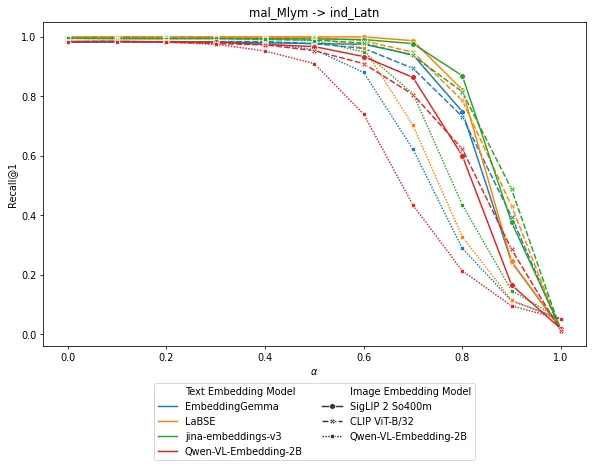 mal_Mlym -> ind_Latn
Recall@1
1.0
0.8
0.6
0.4
0.2
0.0
0.0 0.2 0.4 0.6 0.8 1.0
α
Text Embedding Model
EmbeddingGemma
LaBSE
jina-embeddings-v3
Qwen-VL-Embedding-2B
Image Embedding Model
SigLIP 2 So400m
CLIP ViT-B/32
Qwen-VL-Embedding-2B